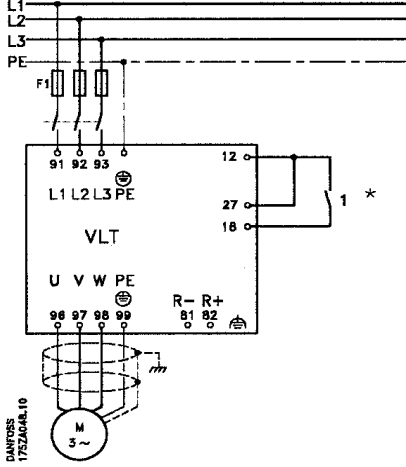 L1
L2
L3
PE
F1
91 92 93
12
L1 L2 L3 PE
27
1 *
18
VLT
U V W PE
R- R+
96 97 98 99
81 82
M
3 ~
DANFOSS
175ZA048.10